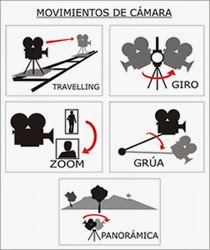 MOVIMIENTOS DE CÁMARA
TRAVELLING
GIRO
ZOOM
GRÚA
PANORÁMICA